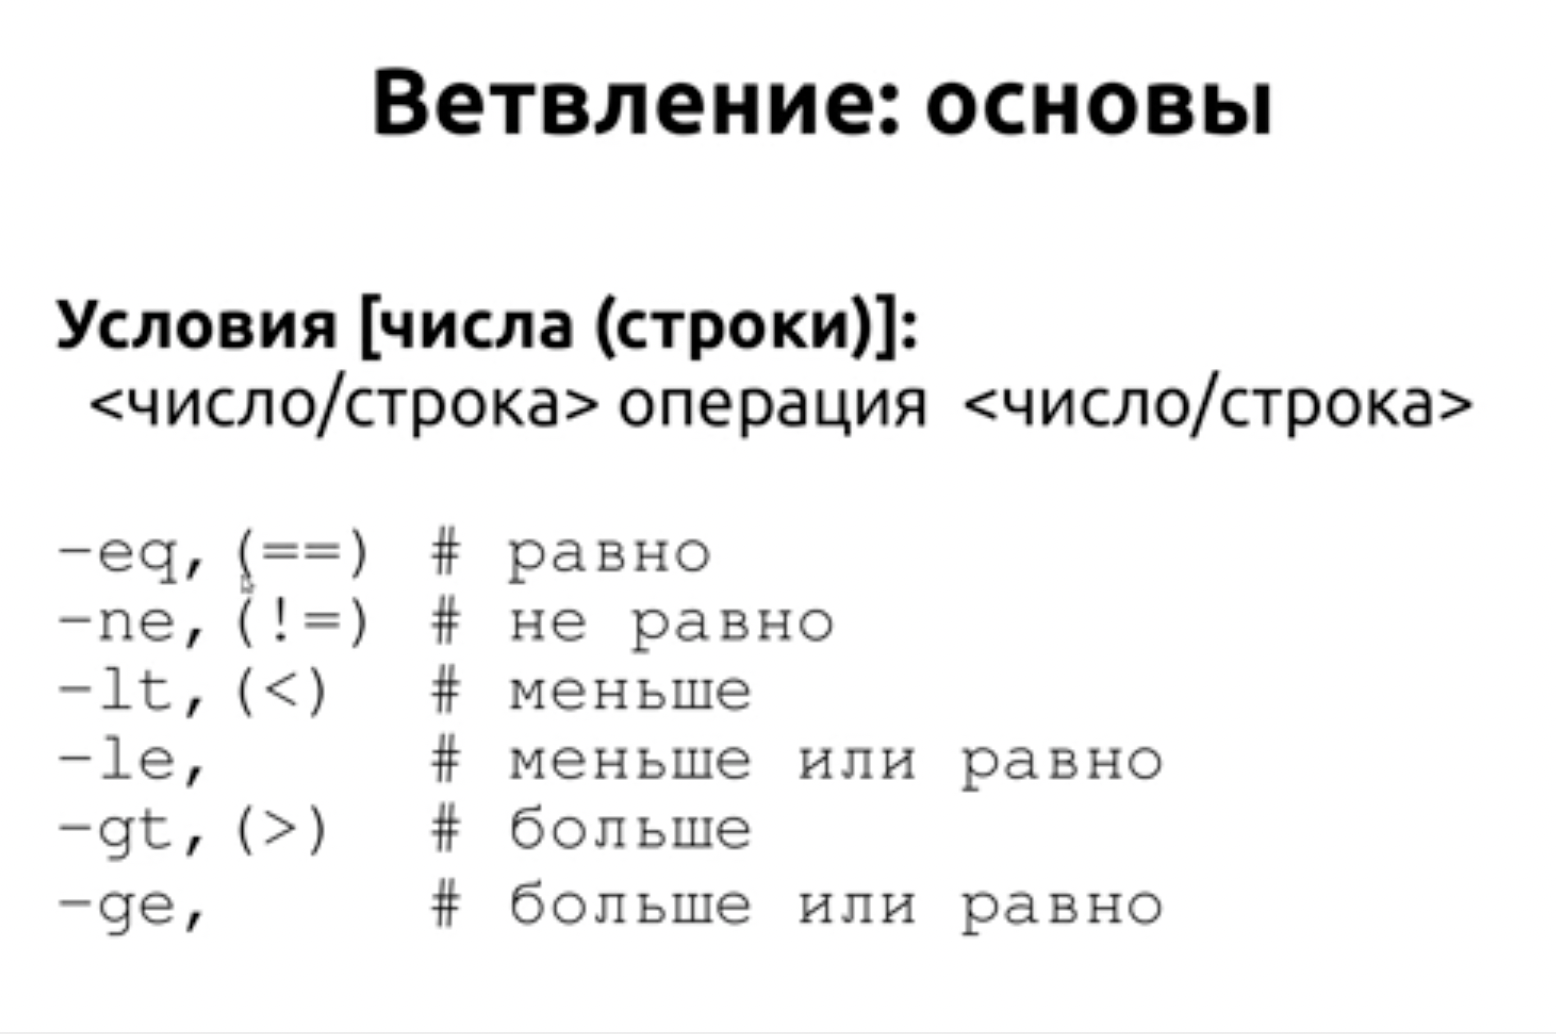 Ветвление: основы
Условия [числа (строки)]:
<число/строка> операция <число/строка>
-eq, (==) # равно
-ne, (!=) # не равно
-lt, (<) # меньше
-le, # меньше или равно
-gt, (>) # больше
-ge, # больше или равно